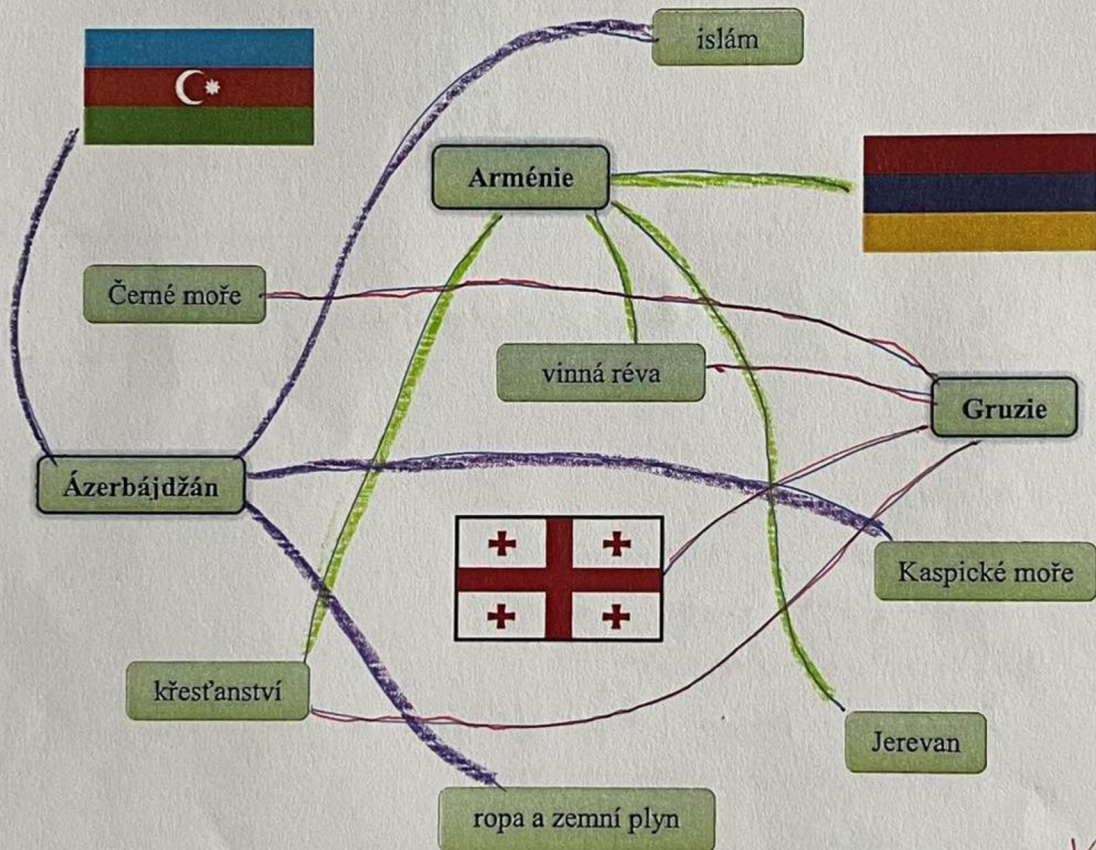 islám
Arménie
Černé moře
vinná réva
Gruzie
Ázerbájdžán
Kaspické moře
křesťanství
Jerevan
ropa a zemní plyn